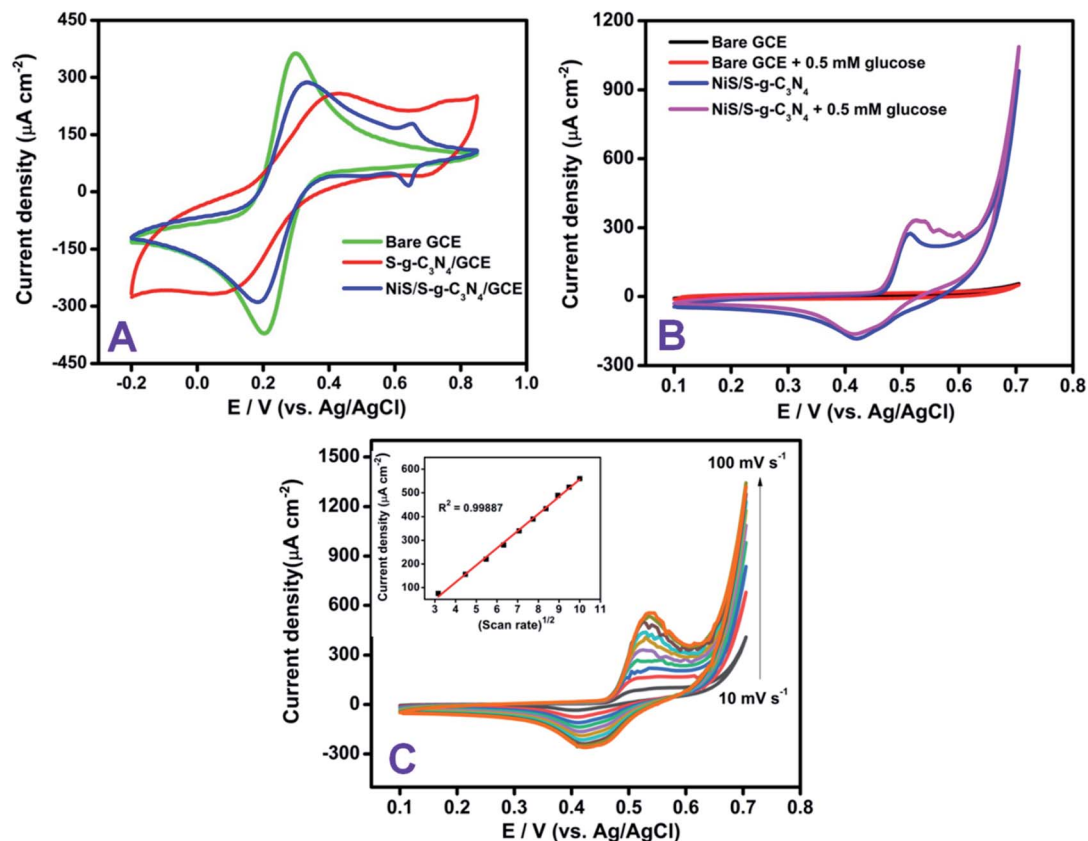 450
300
150
0
-150
-300
450
-0.2 0.0 0.2 0.4 0.6 0.8 1.0
Current density (μA cm⁻²)
E / V (vs. Ag/AgCl)
Bare GCE
S-g-C₃N₄/GCE
NiS/S-g-C₃N₄/GCE
A
1200
900
600
300
0
-300
0.1 0.2 0.3 0.4 0.5 0.6 0.7 0.8
Current density (μA cm⁻²)
E / V (vs. Ag/AgCl)
Bare GCE
Bare GCE + 0.5 mM glucose
NiS/S-g-C₃N₄
NiS/S-g-C₃N₄ + 0.5 mM glucose
B
1500
1200
900
600
300
0
-300
0.1 0.2 0.3 0.4 0.5 0.6 0.7 0.8
Current density(μA cm⁻²)
E / V (vs. Ag/AgCl)
600
500
400
300
200
100
3 4 5 6 7 8 9 10 11
Current density (μA cm⁻²)
(Scan rate)¹/²
R² = 0.99887
100 mV s⁻¹
10 mV s⁻¹
C